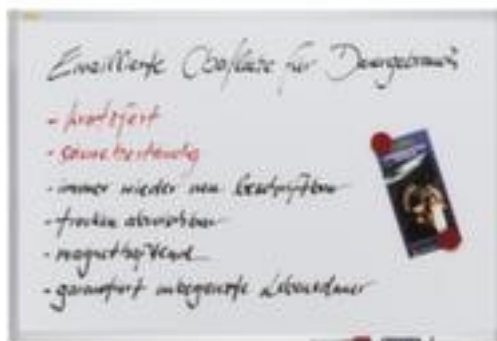 Emaillierte Oberfläche für Dauergebrauch
- kratzfest
- säurebeständig
- immer wieder neu beschriftbar
- trocken abwischbar
- magnethaftend
- garantiert unbegrenzte Lebensdauer